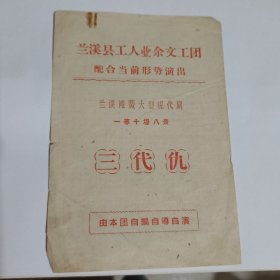 兰溪县工人业余文工团
配合当前形势演出
兰溪滩簧大型现代剧
一幕十场八景
三代仇
由本团自编自导自演